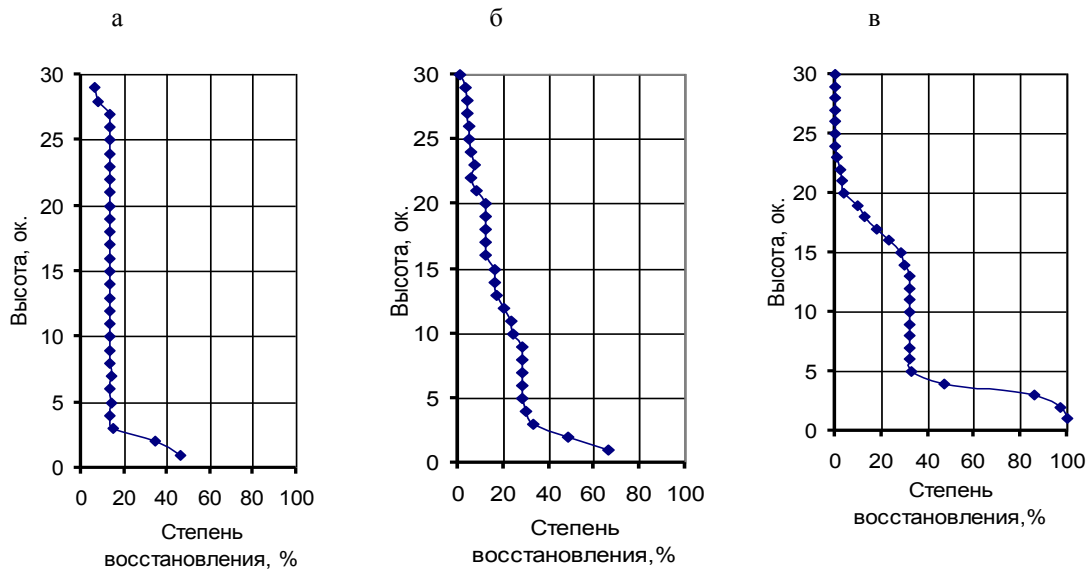 а
б
в
30
25
20
15
10
5
0
Высота, ок.
0 20 40 60 80 100
Степень
восстановления, %
30
25
20
15
10
5
0
Высота, ок.
0 20 40 60 80 100
Степень
восстановления,%
30
25
20
15
10
5
0
Высота, ок.
0 20 40 60 80 100
Степень
восстановления,%